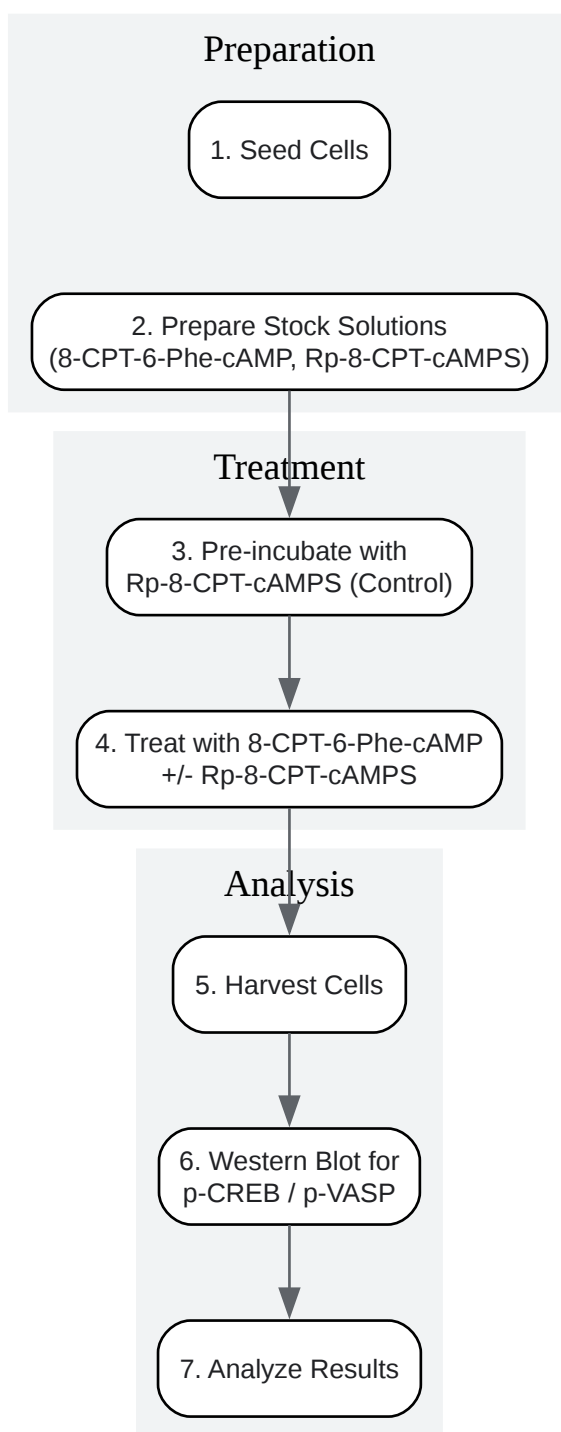 Preparation
1. Seed Cells
2. Prepare Stock Solutions
(8-CPT-6-Phe-cAMP, Rp-8-CPT-cAMPS)
Treatment
3. Pre-incubate with
Rp-8-CPT-cAMPS (Control)
4. Treat with 8-CPT-6-Phe-cAMP
+/- Rp-8-CPT-cAMPS
Analysis
5. Harvest Cells
6. Western Blot for
p-CREB / p-VASP
7. Analyze Results